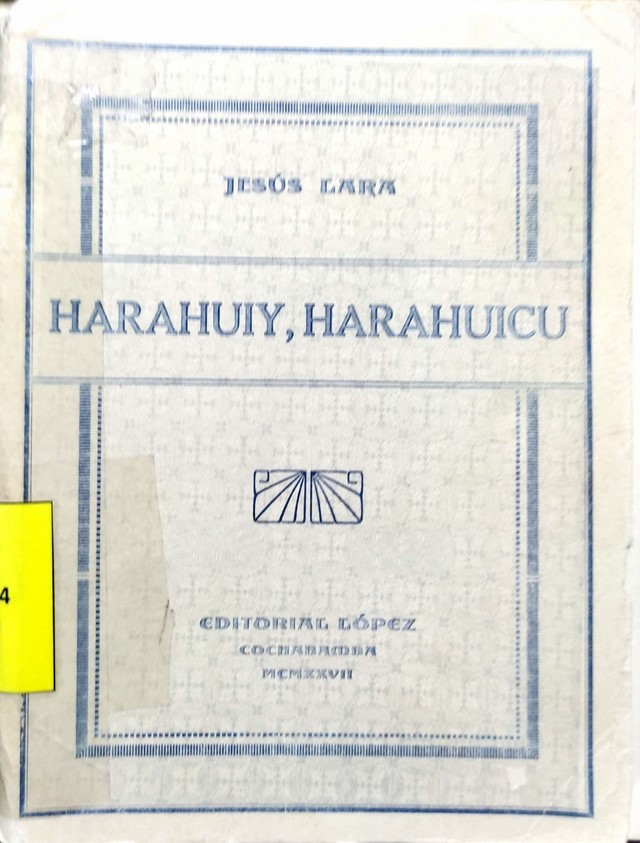 JESÚS LARA
HARAHUIY, HARAHUICU
4
EDITORIAL LÓPEZ
COCHABAMBA
MCMXXVII